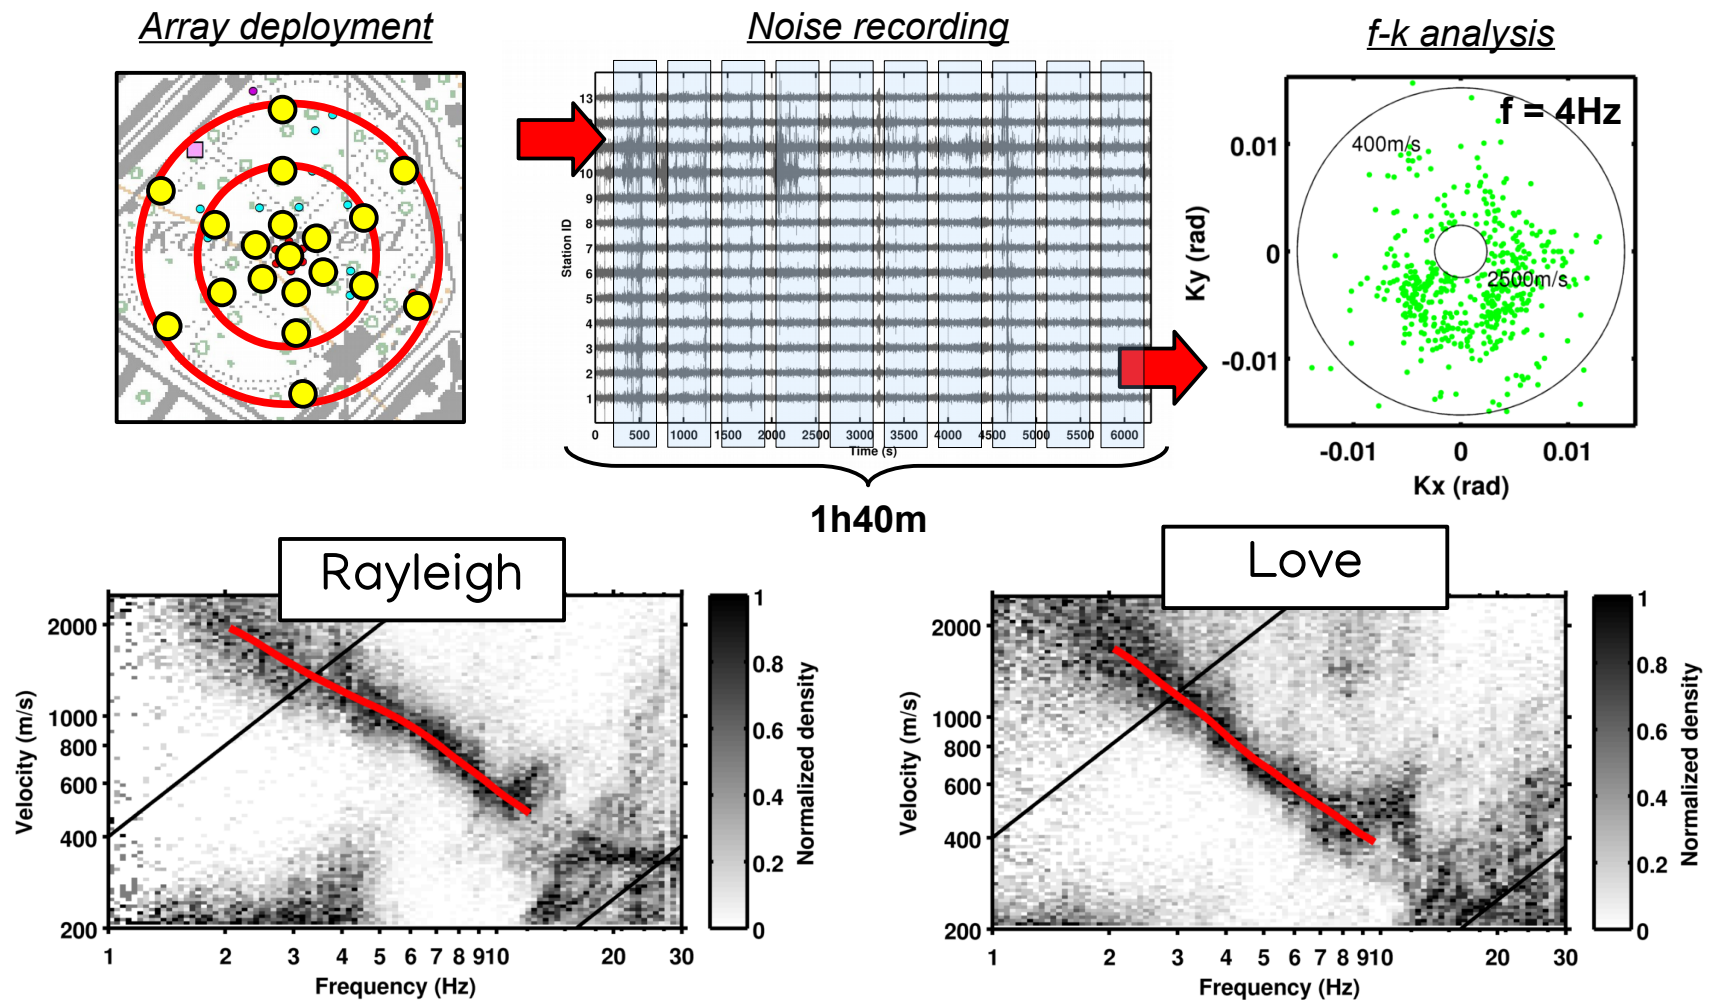 Array deployment
Noise recording
f-k analysis
13
12
10
9
8
7
6
5
4
3
2
1
Station ID
0 500 1000 1500 2000 2500 3000 3500 4000 4500 5000 5500 6000
Time (s)
1h40m
f = 4Hz
400m/s
2500m/s
0.01
0
-0.01
Ky (rad)
-0.01 0 0.01
Kx (rad)
Rayleigh
2000
1000
800
600
400
200
Velocity (m/s)
1 2 3 4 5 6 7 8 9 10 20 30
Frequency (Hz)
1
0.8
0.6
0.4
0.2
0
Normalized density
Love
2000
1000
800
600
400
200
Velocity (m/s)
1 2 3 4 5 6 7 8 9 10 20 30
Frequency (Hz)
1
0.8
0.6
0.4
0.2
0
Normalized density